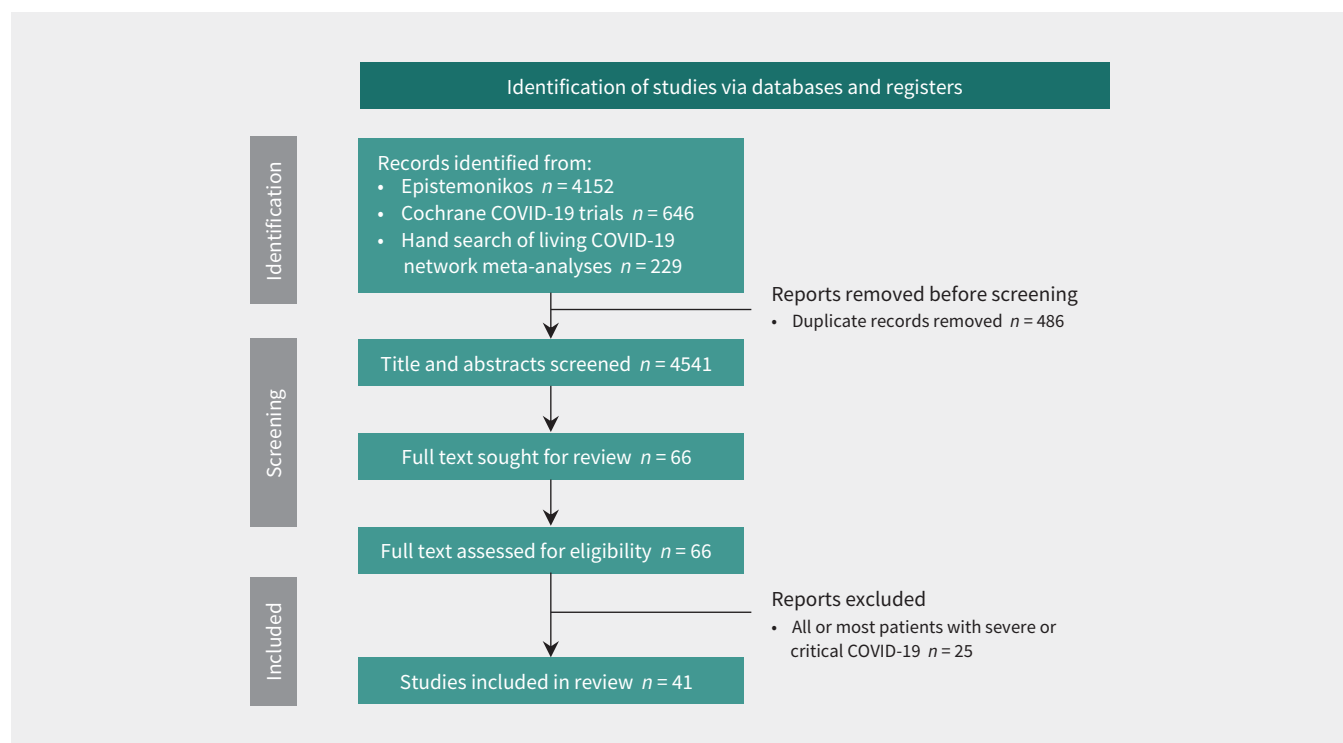 Identification of studies via databases and registers
Identification
Records identified from:
• Epistemonikos n = 4152
• Cochrane COVID-19 trials n = 646
• Hand search of living COVID-19
network meta-analyses n = 229
Reports removed before screening
• Duplicate records removed n = 486
Screening
Title and abstracts screened n = 4541
Full text sought for review n = 66
Full text assessed for eligibility n = 66
Included
Reports excluded
• All or most patients with severe or
critical COVID-19 n = 25
Studies included in review n = 41